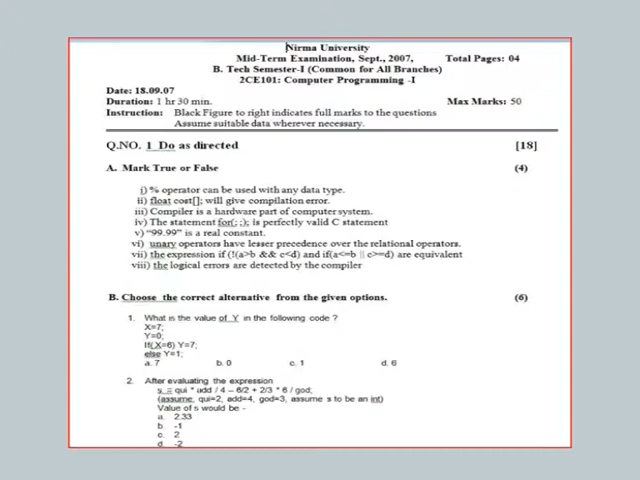 Nirma University
Mid-Term Examination, Sept., 2007, Total Pages: 04
B. Tech Semester-I (Common for All Branches)
2CE101: Computer Programming -I
Date: 18.09.07
Duration: 1 hr 30 min. Max Marks: 50
Instruction: Black Figure to right indicates full marks to the questions
Assume suitable data wherever necessary.
Q.NO. 1 Do as directed [18]
A. Mark True or False (4)
i) % operator can be used with any data type.
ii) float cost[]; will give compilation error.
iii) Compiler is a hardware part of computer system.
iv) The statement for(; ;); is perfectly valid C statement
v) "99.99" is a real constant.
vi) unary operators have lesser precedence over the relational operators.
vii) the expression if (!(a>b && c<d) and if(a<=b || c>=d) are equivalent
viii) the logical errors are detected by the compiler
B. Choose the correct alternative from the given options. (6)
1. What is the value of Y in the following code ?
X=7;
Y=0;
If(X=6) Y=7;
else Y=1;
a. 7 b. 0 c. 1 d. 6
2. After evaluating the expression
s = qui * add / 4 – 6/2 + 2/3 * 6 / god;
(assume, qui=2, add=4, god=3, assume s to be an int)
Value of s would be -
a. 2.33
b. -1
c. 2
d. -2